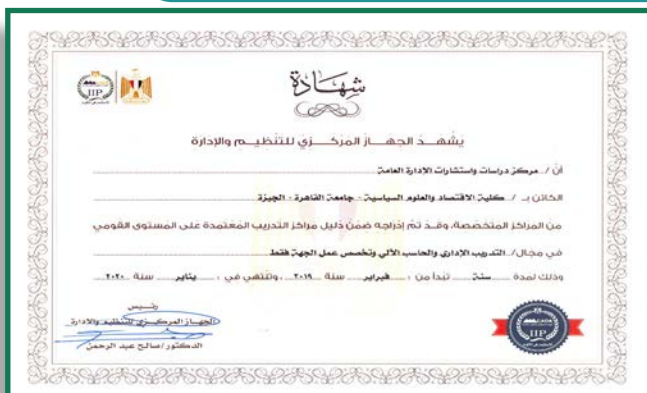 شهادة
يشهد الجهاز المركزي للتنظيم والإدارة
أن /. مركز دراسات واستشارات الإدارة العامة
الكائن بـ / كلية الاقتصاد والعلوم السياسية - جامعة القاهرة - الجيزة
من المراكز المتخصصة، وقد تم إدراجه ضمن دليل مراكز التدريب المعتمدة على المستوى القومي
في مجال/ التدريب الإداري والحاسب الآلي وتخصص عمل الجهة فقط
وذلك لمدة سنة تبدأ من : فبراير سنة ٢٠١٩ ، وتنتهي في : يناير سنة ٢٠٢٠
رئيس
الجهاز المركزي للتنظيم والإدارة
الدكتور/صالح عبد الرحمن
IIP
IIP